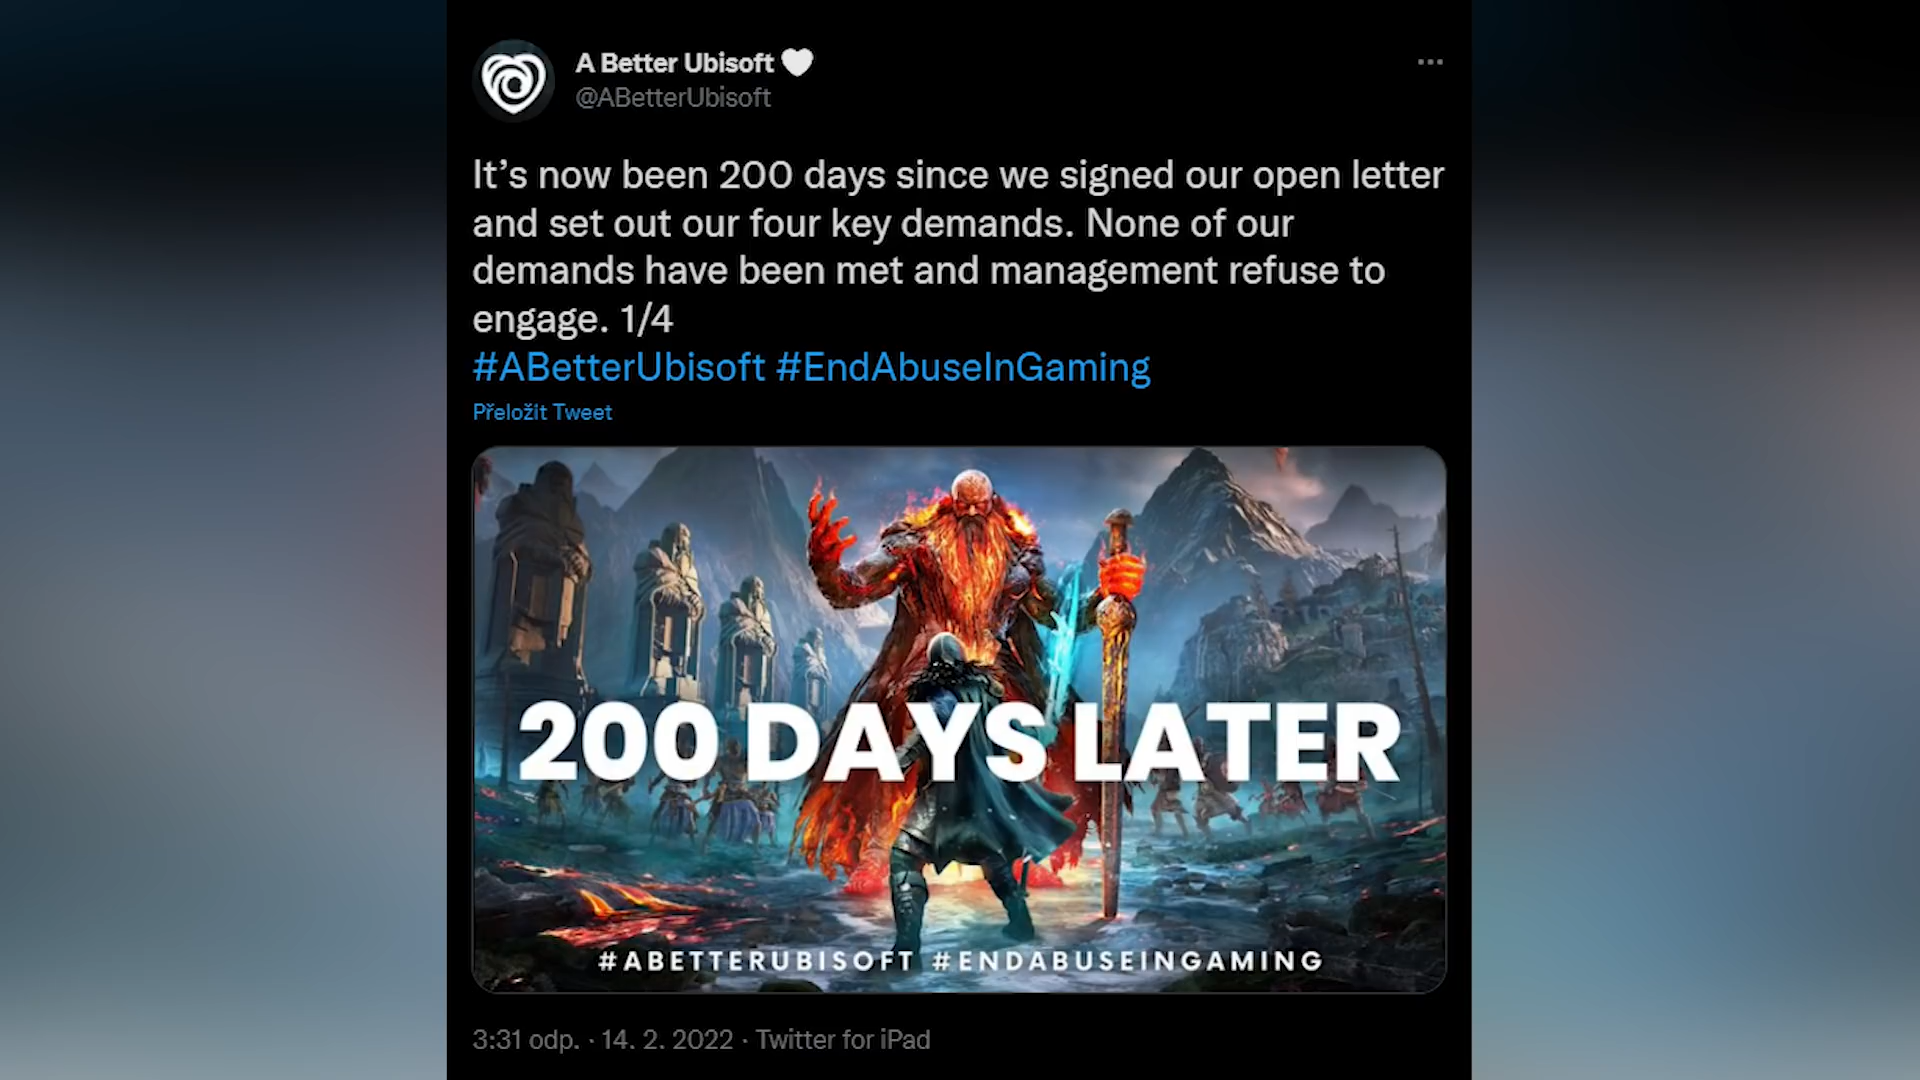 A Better Ubisoft 🤍
@ABetterUbisoft
It’s now been 200 days since we signed our open letter
and set out our four key demands. None of our
demands have been met and management refuse to
engage. 1/4
#ABetterUbisoft #EndAbuseInGaming
Přeložit Tweet
200 DAYS LATER
#ABETTERUBISOFT #ENDABUSEINGAMING
3:31 odp. · 14. 2. 2022 · Twitter for iPad